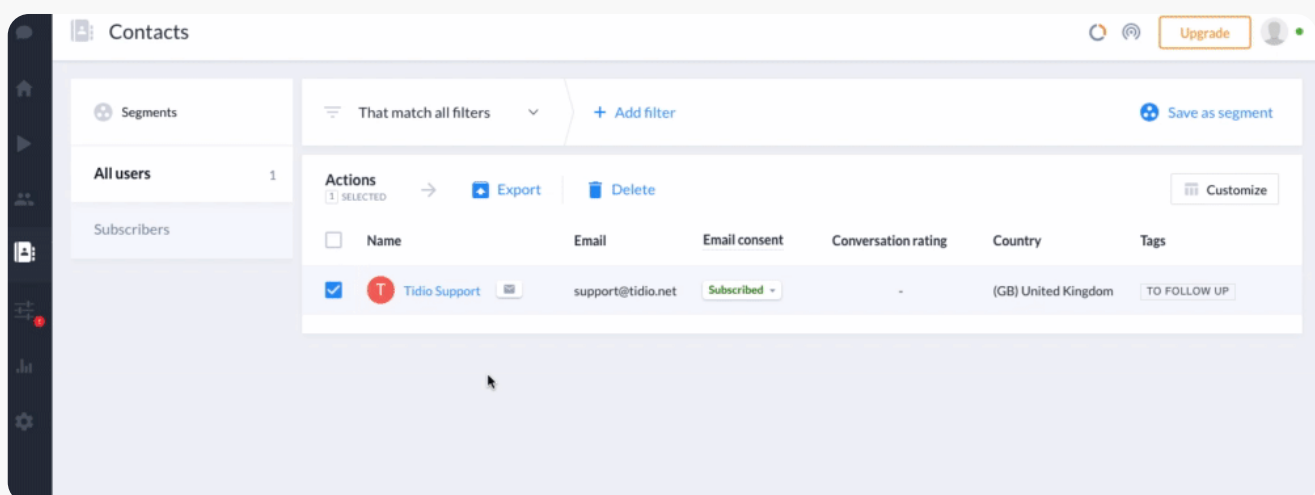 Contacts
Upgrade
Segments
That match all filters
+ Add filter
Save as segment
All users 1
Subscribers
Actions
1 SELECTED
Export
Delete
Customize
Name Email Email consent Conversation rating Country Tags
T Tidio Support support@tidio.net Subscribed - (GB) United Kingdom TO FOLLOW UP